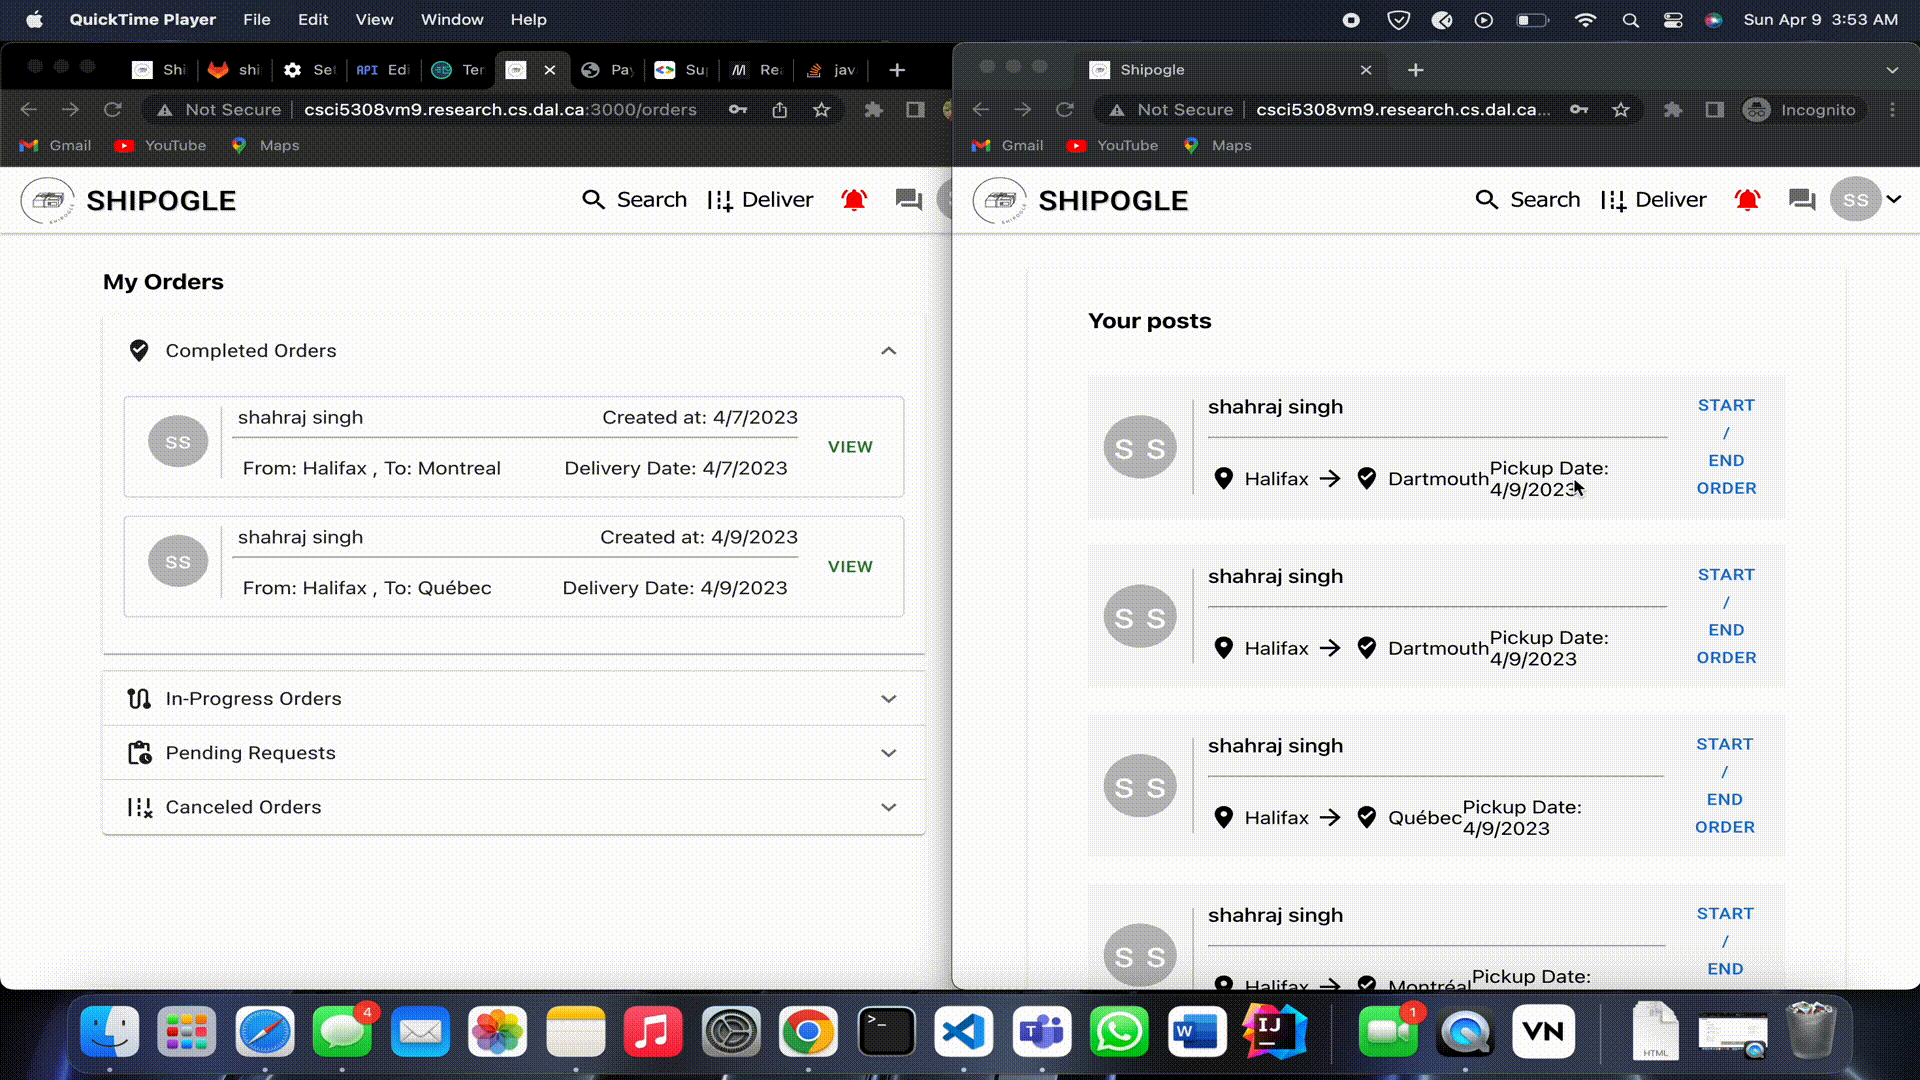 QuickTime Player File Edit View Window Help
Sun Apr 9 3:53 AM
Shi
shi
Se
API Edi
Ter
Pay
Su
Re
jav
Not Secure csci5308vm9.research.cs.dal.ca:3000/orders
Gmail YouTube Maps
SHIPOGLE
Search Deliver
My Orders
Completed Orders
SS
shahraj singh Created at: 4/7/2023
From: Halifax , To: Montreal Delivery Date: 4/7/2023
VIEW
SS
shahraj singh Created at: 4/9/2023
From: Halifax , To: Québec Delivery Date: 4/9/2023
VIEW
In-Progress Orders
Pending Requests
Canceled Orders
Shipogle
Not Secure csci5308vm9.research.cs.dal.ca...
Incognito
Gmail YouTube Maps
SHIPOGLE
Search Deliver
SS
Your posts
S S
shahraj singh
Halifax Dartmouth Pickup Date:
4/9/2023
START
/
END
ORDER
S S
shahraj singh
Halifax Dartmouth Pickup Date:
4/9/2023
START
/
END
ORDER
S S
shahraj singh
Halifax Québec Pickup Date:
4/9/2023
START
/
END
ORDER
S S
shahraj singh
Halifax Montréal Pickup Date:
START
/
END
4
>_
T
W
IJ
1
VN
HTML